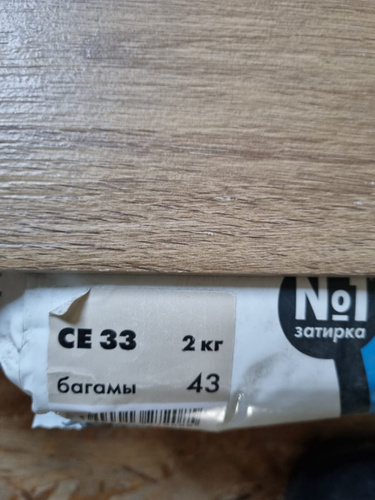 №1
затирка
CE 33 2 кг
багамы 43